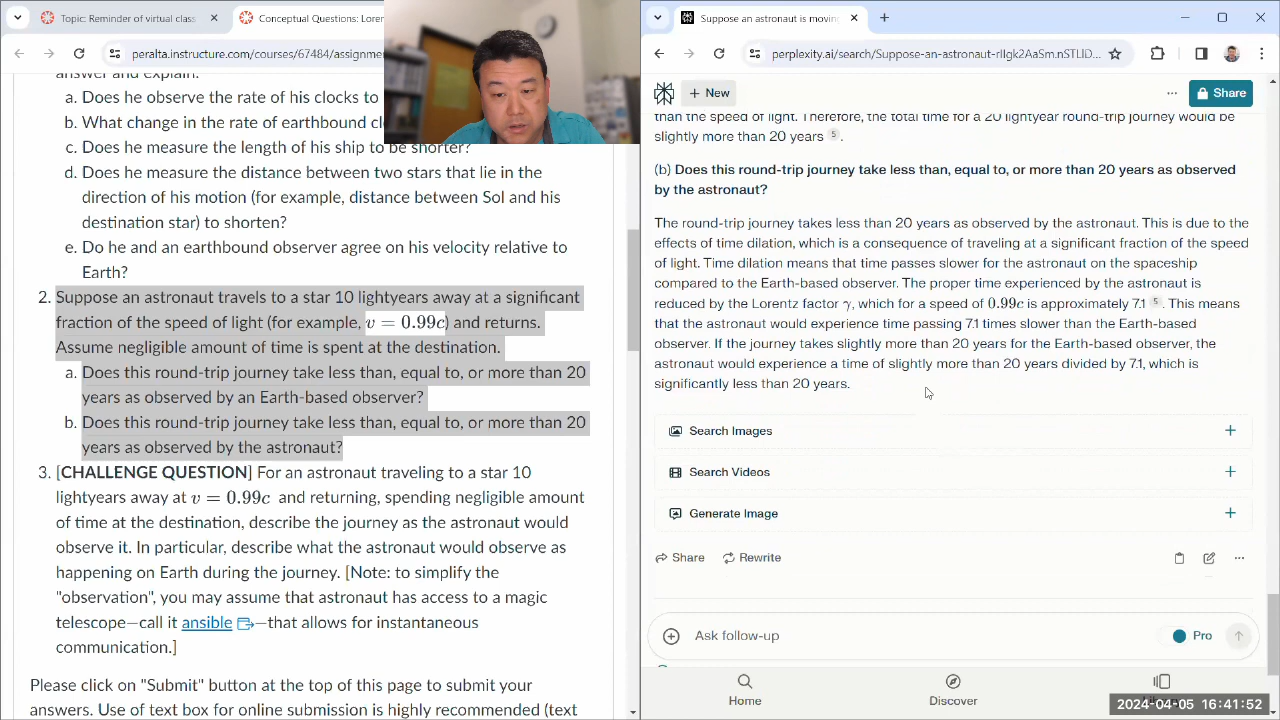 Topic: Reminder of virtual class
Conceptual Questions: Loren
peralta.instructure.com/courses/67484/assignme
answer and explain.
a. Does he observe the rate of his clocks to
b. What change in the rate of earthbound cl
c. Does he measure the length of his ship to be shorter?
d. Does he measure the distance between two stars that lie in the
direction of his motion (for example, distance between Sol and his
destination star) to shorten?
e. Do he and an earthbound observer agree on his velocity relative to
Earth?
2. Suppose an astronaut travels to a star 10 lightyears away at a significant
fraction of the speed of light (for example, v = 0.99c) and returns.
Assume negligible amount of time is spent at the destination.
a. Does this round-trip journey take less than, equal to, or more than 20
years as observed by an Earth-based observer?
b. Does this round-trip journey take less than, equal to, or more than 20
years as observed by the astronaut?
3. [CHALLENGE QUESTION] For an astronaut traveling to a star 10
lightyears away at v = 0.99c and returning, spending negligible amount
of time at the destination, describe the journey as the astronaut would
observe it. In particular, describe what the astronaut would observe as
happening on Earth during the journey. [Note: to simplify the
"observation", you may assume that astronaut has access to a magic
telescope—call it ansible—that allows for instantaneous
communication.]
Please click on "Submit" button at the top of this page to submit your
answers. Use of text box for online submission is highly recommended (text
Suppose an astronaut is movin
perplexity.ai/search/Suppose-an-astronaut-rIIgk2AaSm.nSTLID...
New
Share
than the speed of light. Therefore, the total time for a 20 lightyear round-trip journey would be
slightly more than 20 years 5.
(b) Does this round-trip journey take less than, equal to, or more than 20 years as observed
by the astronaut?
The round-trip journey takes less than 20 years as observed by the astronaut. This is due to the
effects of time dilation, which is a consequence of traveling at a significant fraction of the speed
of light. Time dilation means that time passes slower for the astronaut on the spaceship
compared to the Earth-based observer. The proper time experienced by the astronaut is
reduced by the Lorentz factor γ, which for a speed of 0.99c is approximately 7.1 5. This means
that the astronaut would experience time passing 7.1 times slower than the Earth-based
observer. If the journey takes slightly more than 20 years for the Earth-based observer, the
astronaut would experience a time of slightly more than 20 years divided by 7.1, which is
significantly less than 20 years.
Search Images
Search Videos
Generate Image
Share
Rewrite
Ask follow-up
Pro
Home
Discover
2024-04-05 16:41:52